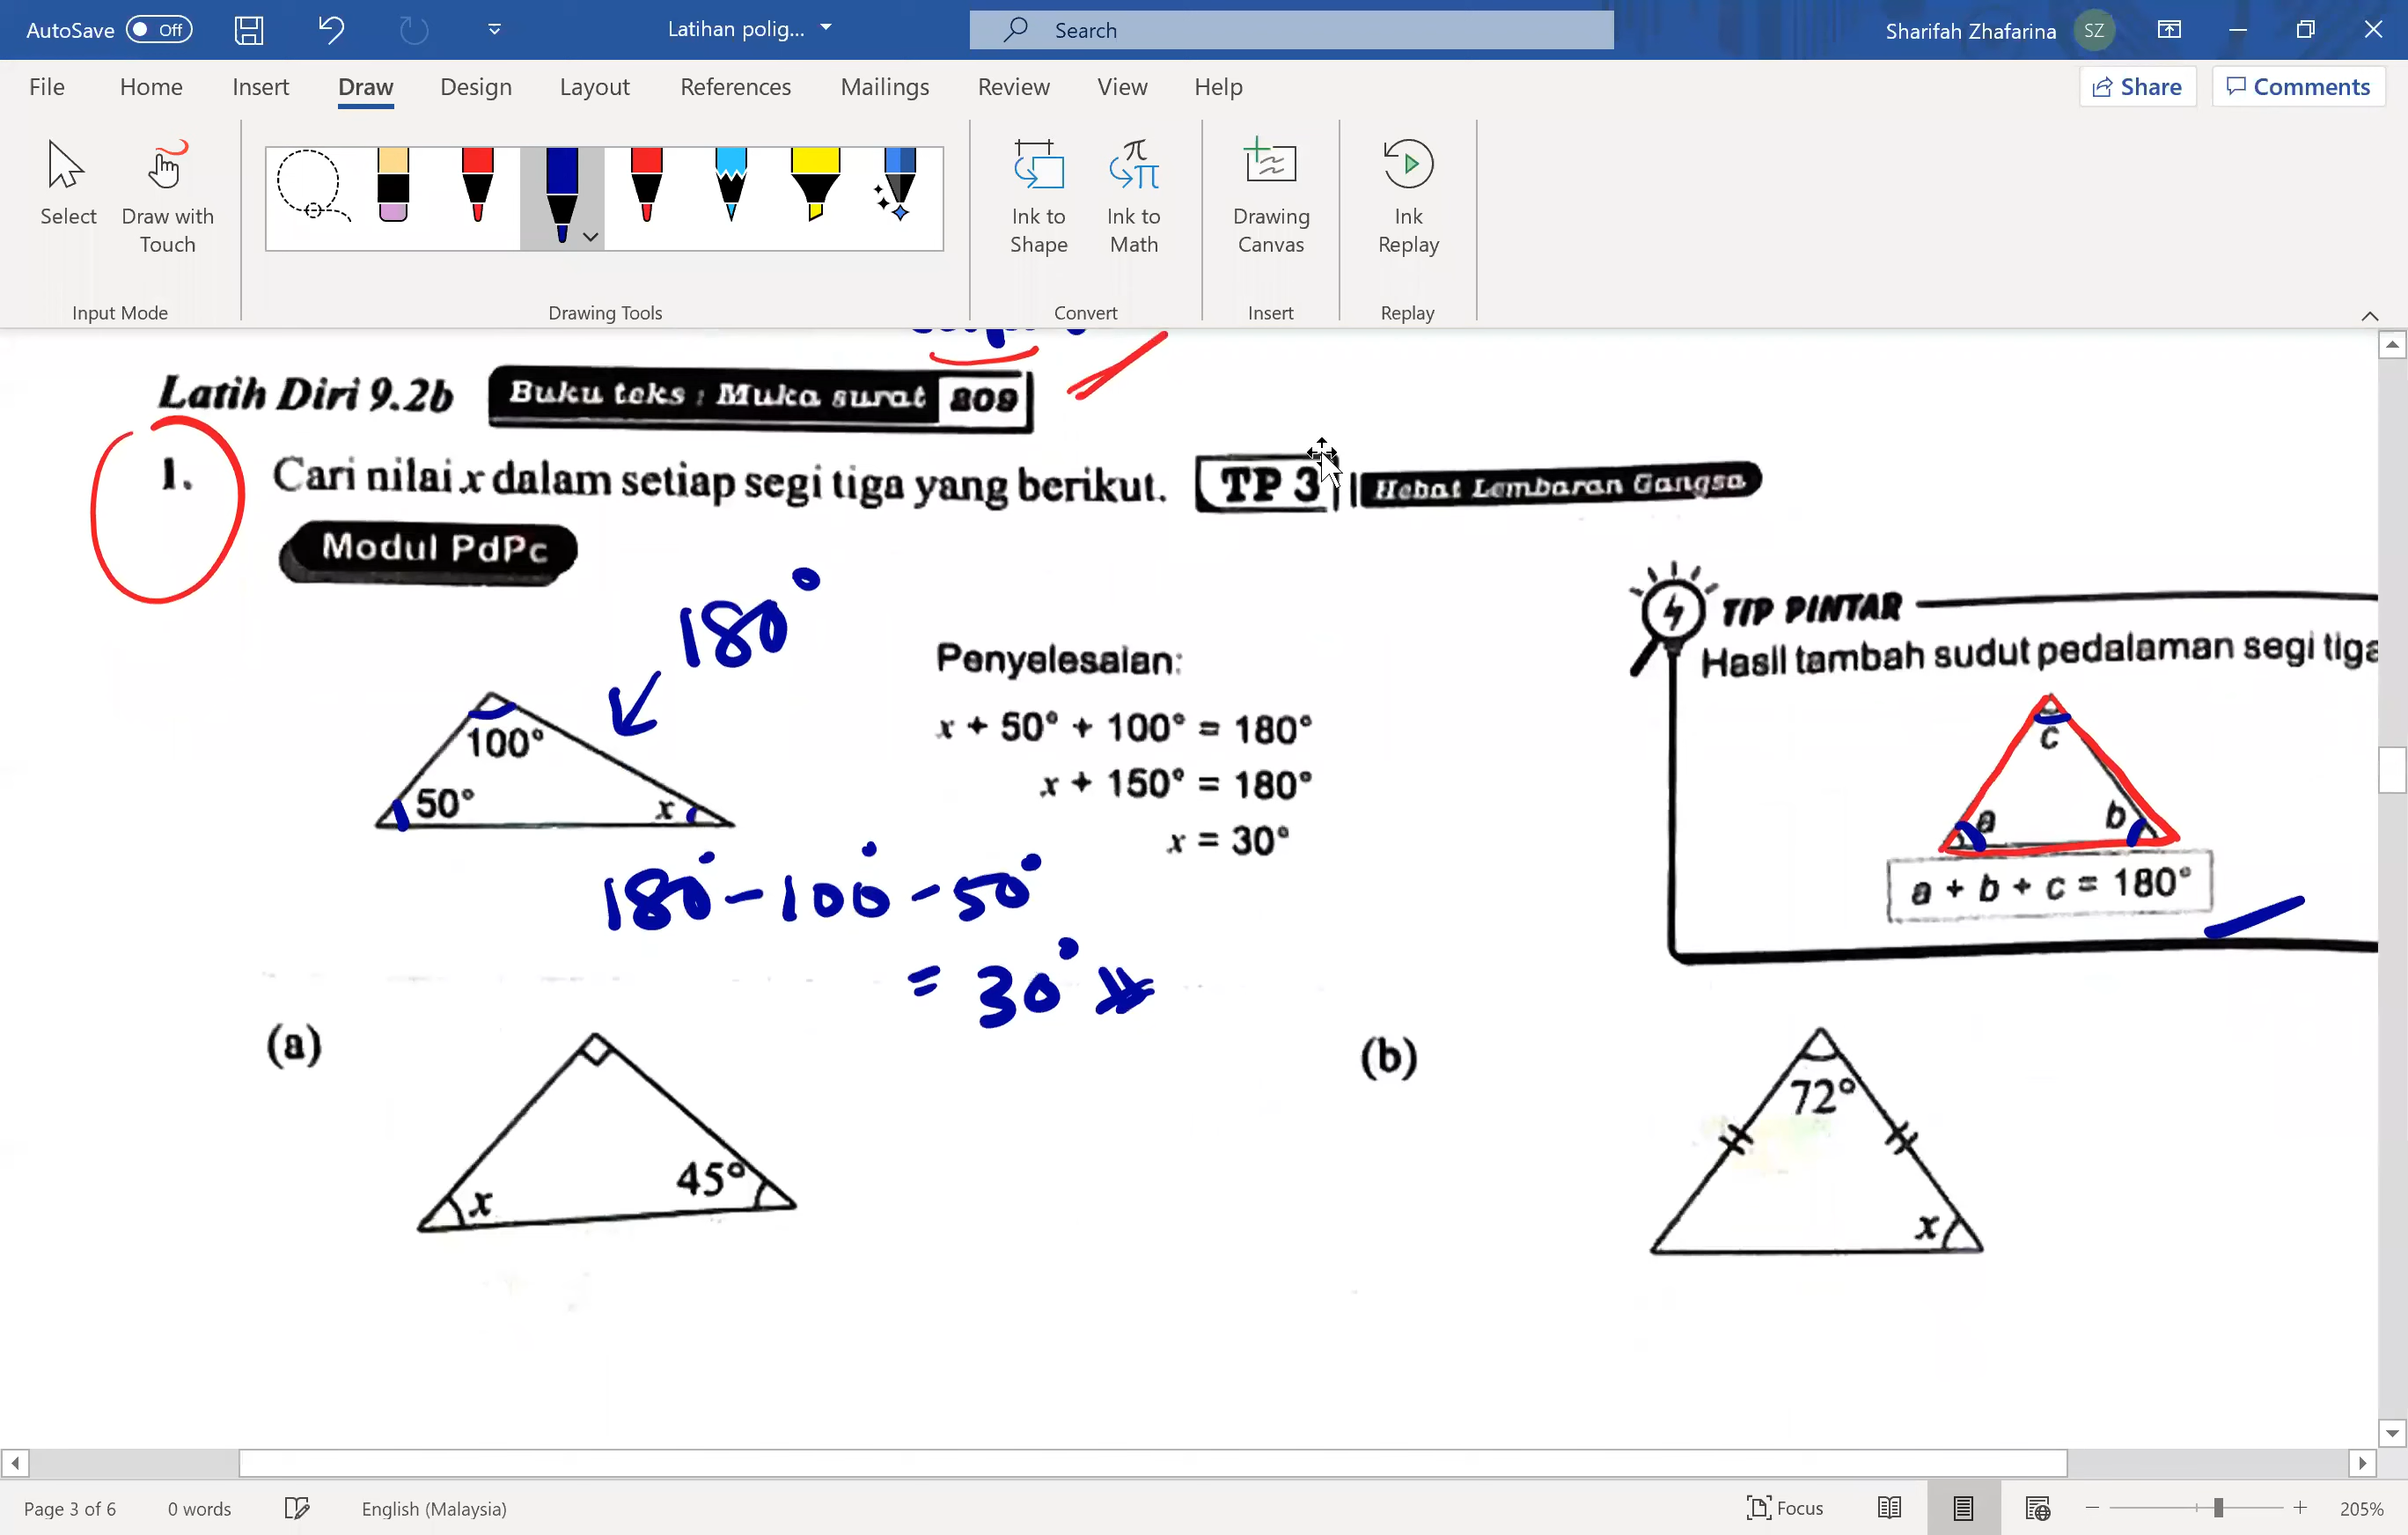 AutoSave Off Latihan polig... Search Sharifah Zhafarina SZ
File Home Insert Draw Design Layout References Mailings Review View Help Share Comments
Select Draw with Touch Ink to Shape Ink to Math Drawing Canvas Ink Replay
Input Mode Drawing Tools Convert Insert Replay
Latih Diri 9.2b Buku teks : Muka surat 209
1. Cari nilai x dalam setiap segi tiga yang berikut. TP 3 Hebat Lembaran Gangsa
Modul PdPc
180°
TIP PINTAR
Hasil tambah sudut pedalaman segi tiga
Penyelesaian:
100°
50°
x
x + 50° + 100° = 180°
x + 150° = 180°
x = 30°
c
a
b
a + b + c = 180°
180° - 100° - 50°
= 30°
(a)
x
45°
(b)
72°
x
Page 3 of 6 0 words English (Malaysia) Focus 205%